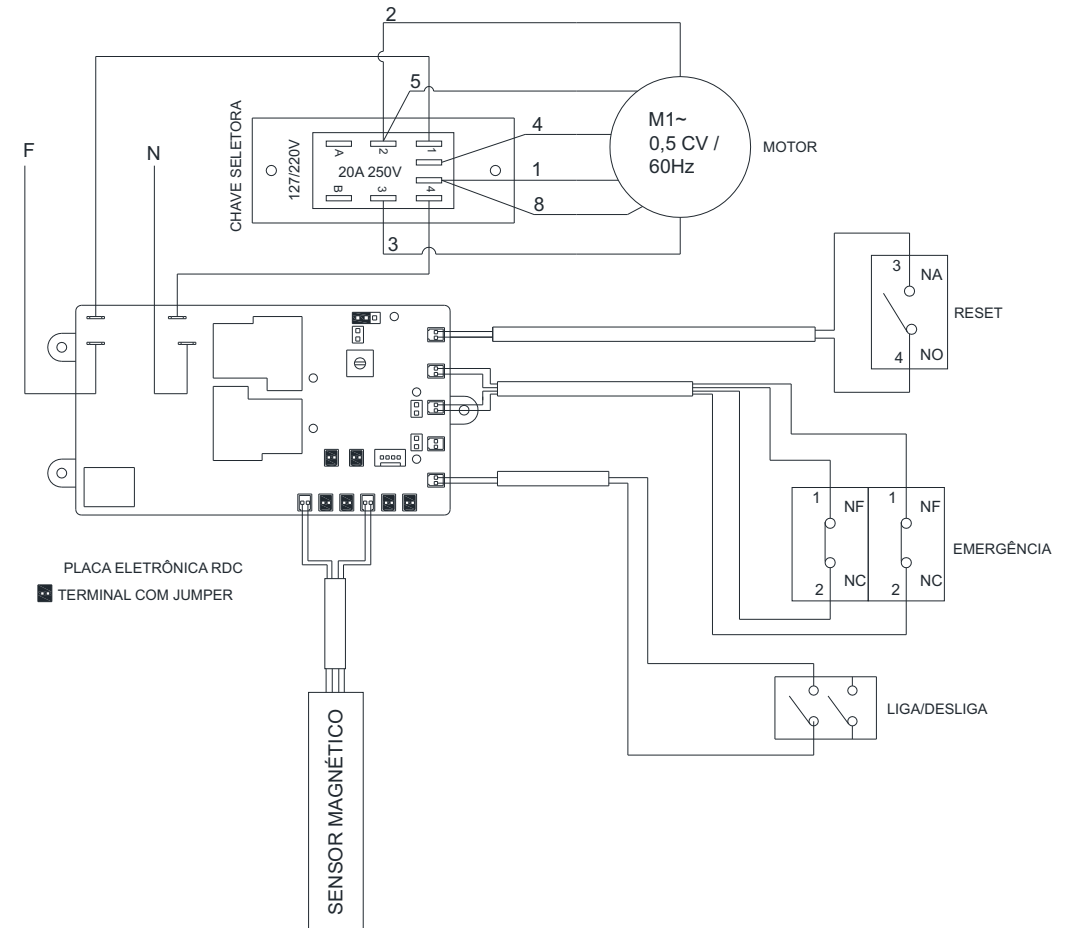 2
5
4
1
8
3
F
N
CHAVE SELETORA
127/220V
A
2
1
20A 250V
B
3
4
M1~
0,5 CV /
60Hz
MOTOR
3
NA
4
NO
RESET
1
NF
1
NF
2
NC
2
NC
EMERGÊNCIA
LIGA/DESLIGA
PLACA ELETRÔNICA RDC
TERMINAL COM JUMPER
SENSOR MAGNÉTICO